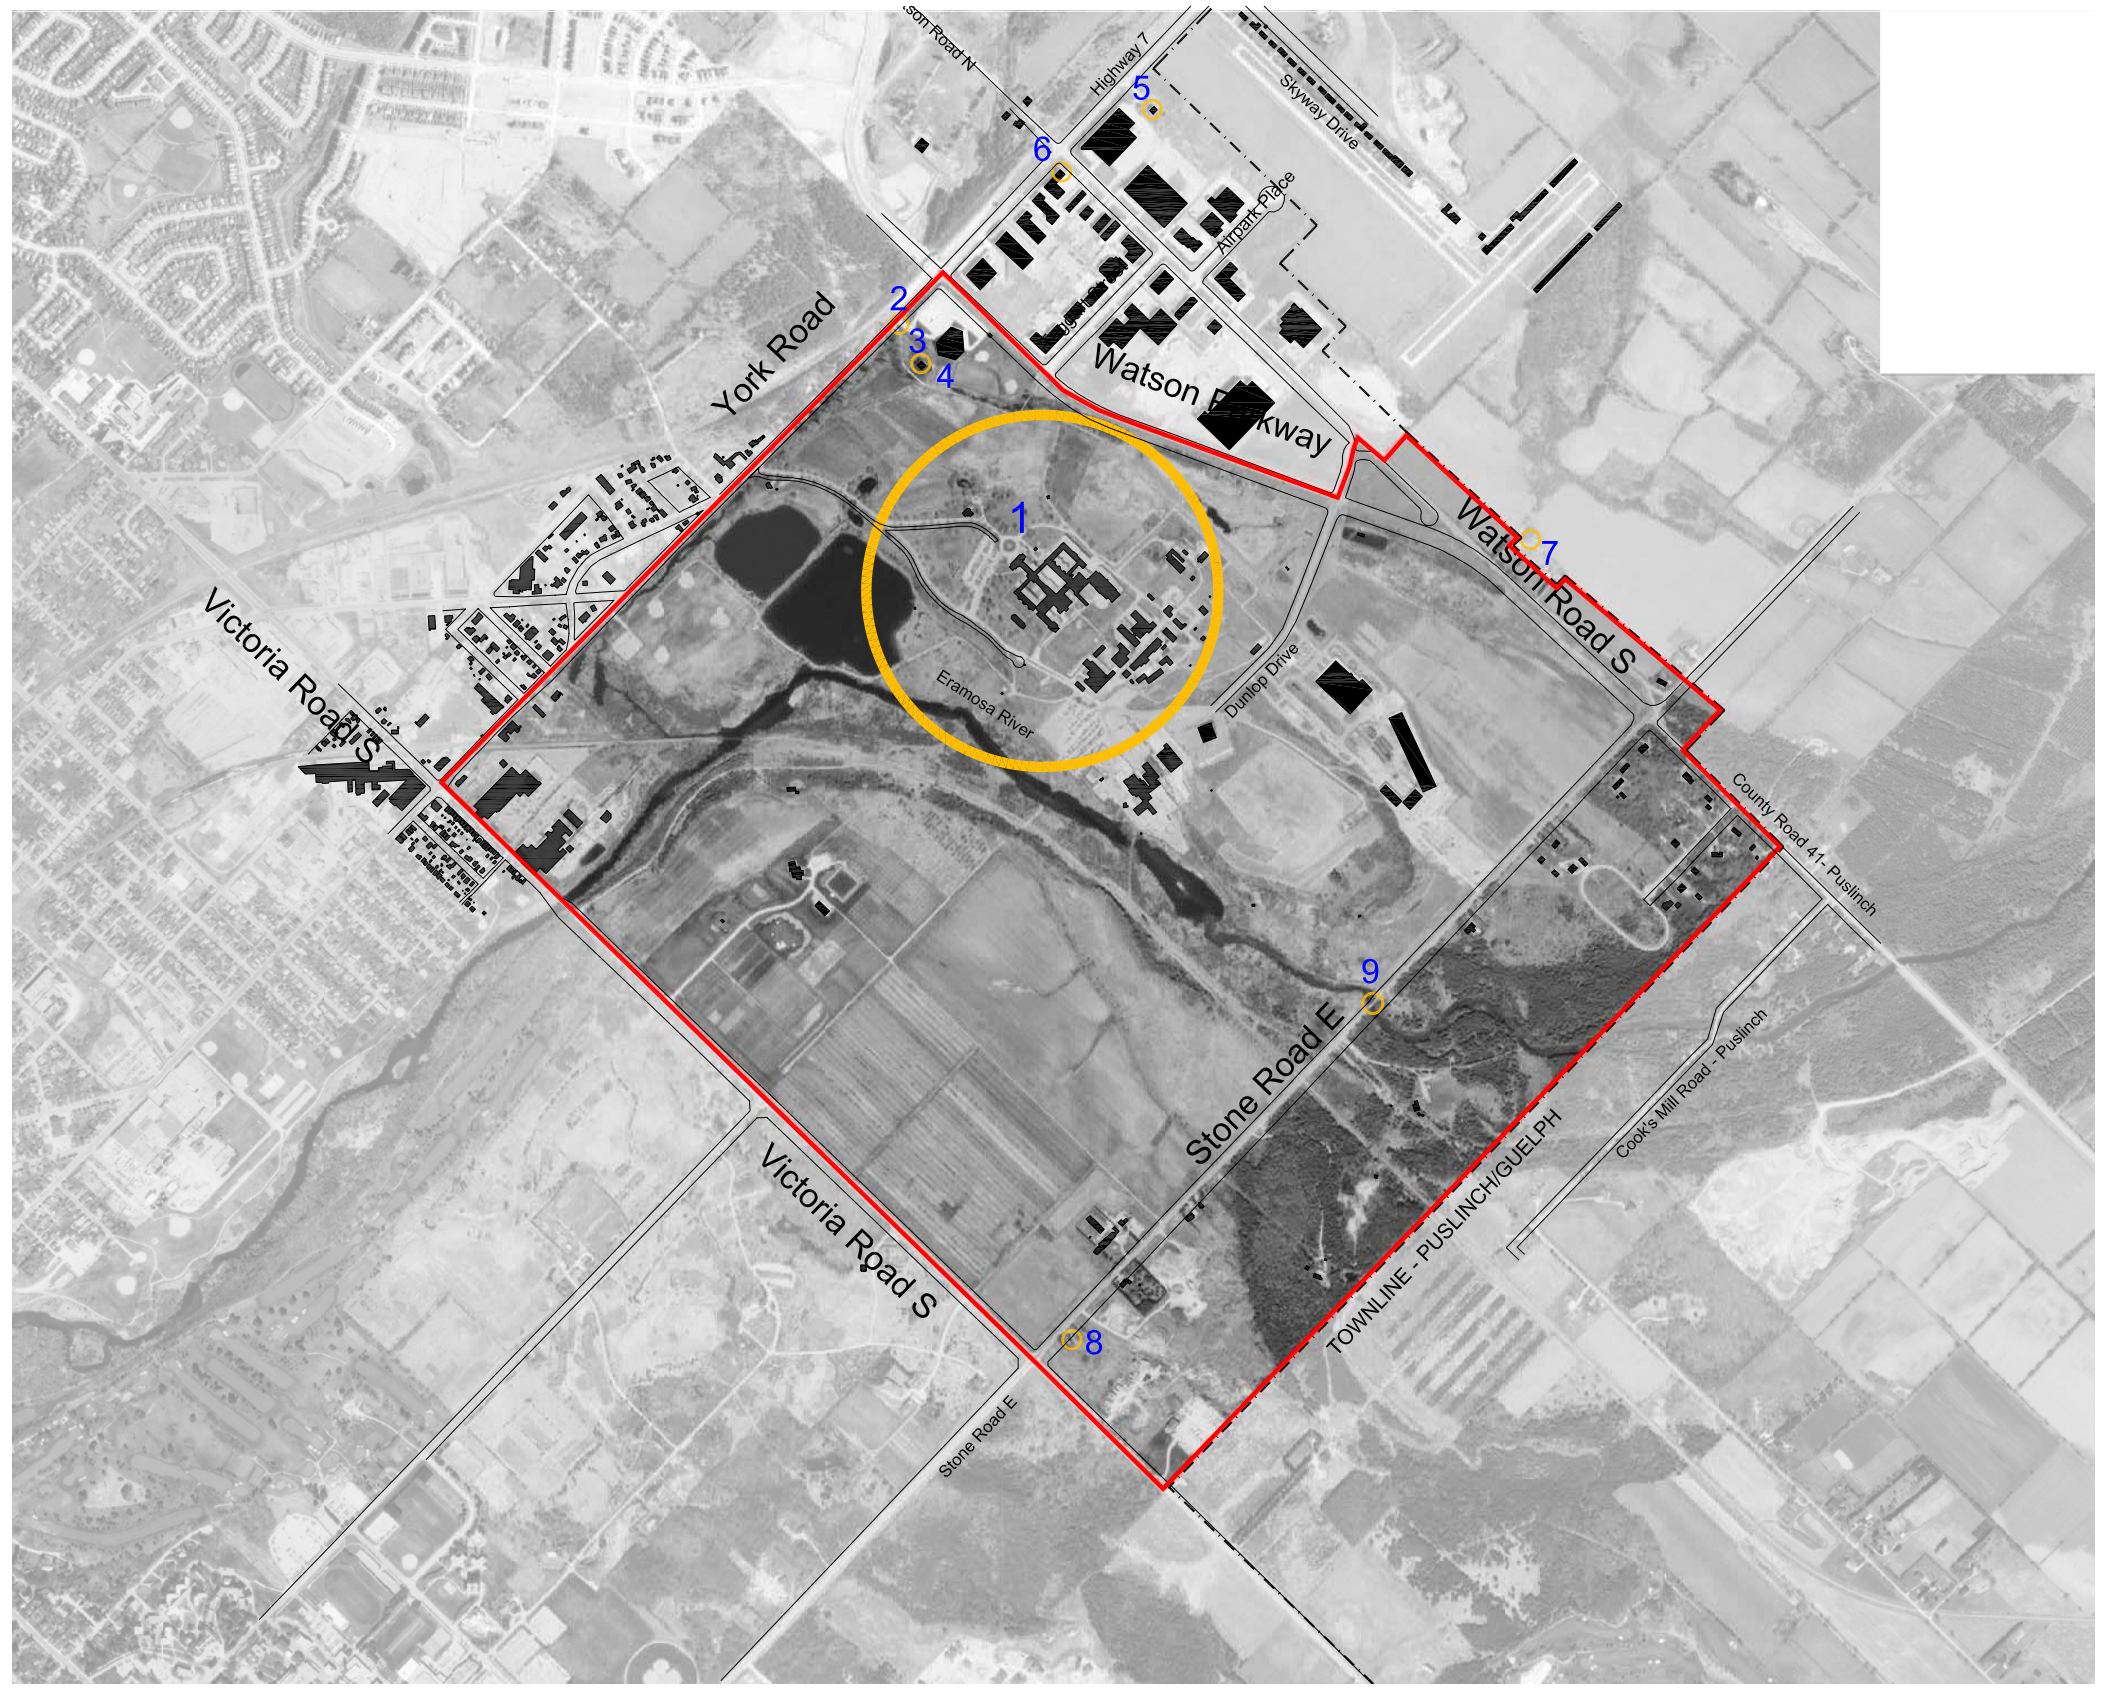 Road N
Highway 7
5
Skyway Drive
6
Airpark Place
2
3
4
York Road
Watson Parkway
1
Watson Road S
7
Victoria Road S
Eramosa River
Dunlop Drive
County Road 41- Puslinch
9
Stone Road E
Cook's Mill Road - Puslinch
TOWNLINE - PUSLINCH/GUELPH
Victoria Road S
8
Stone Road E